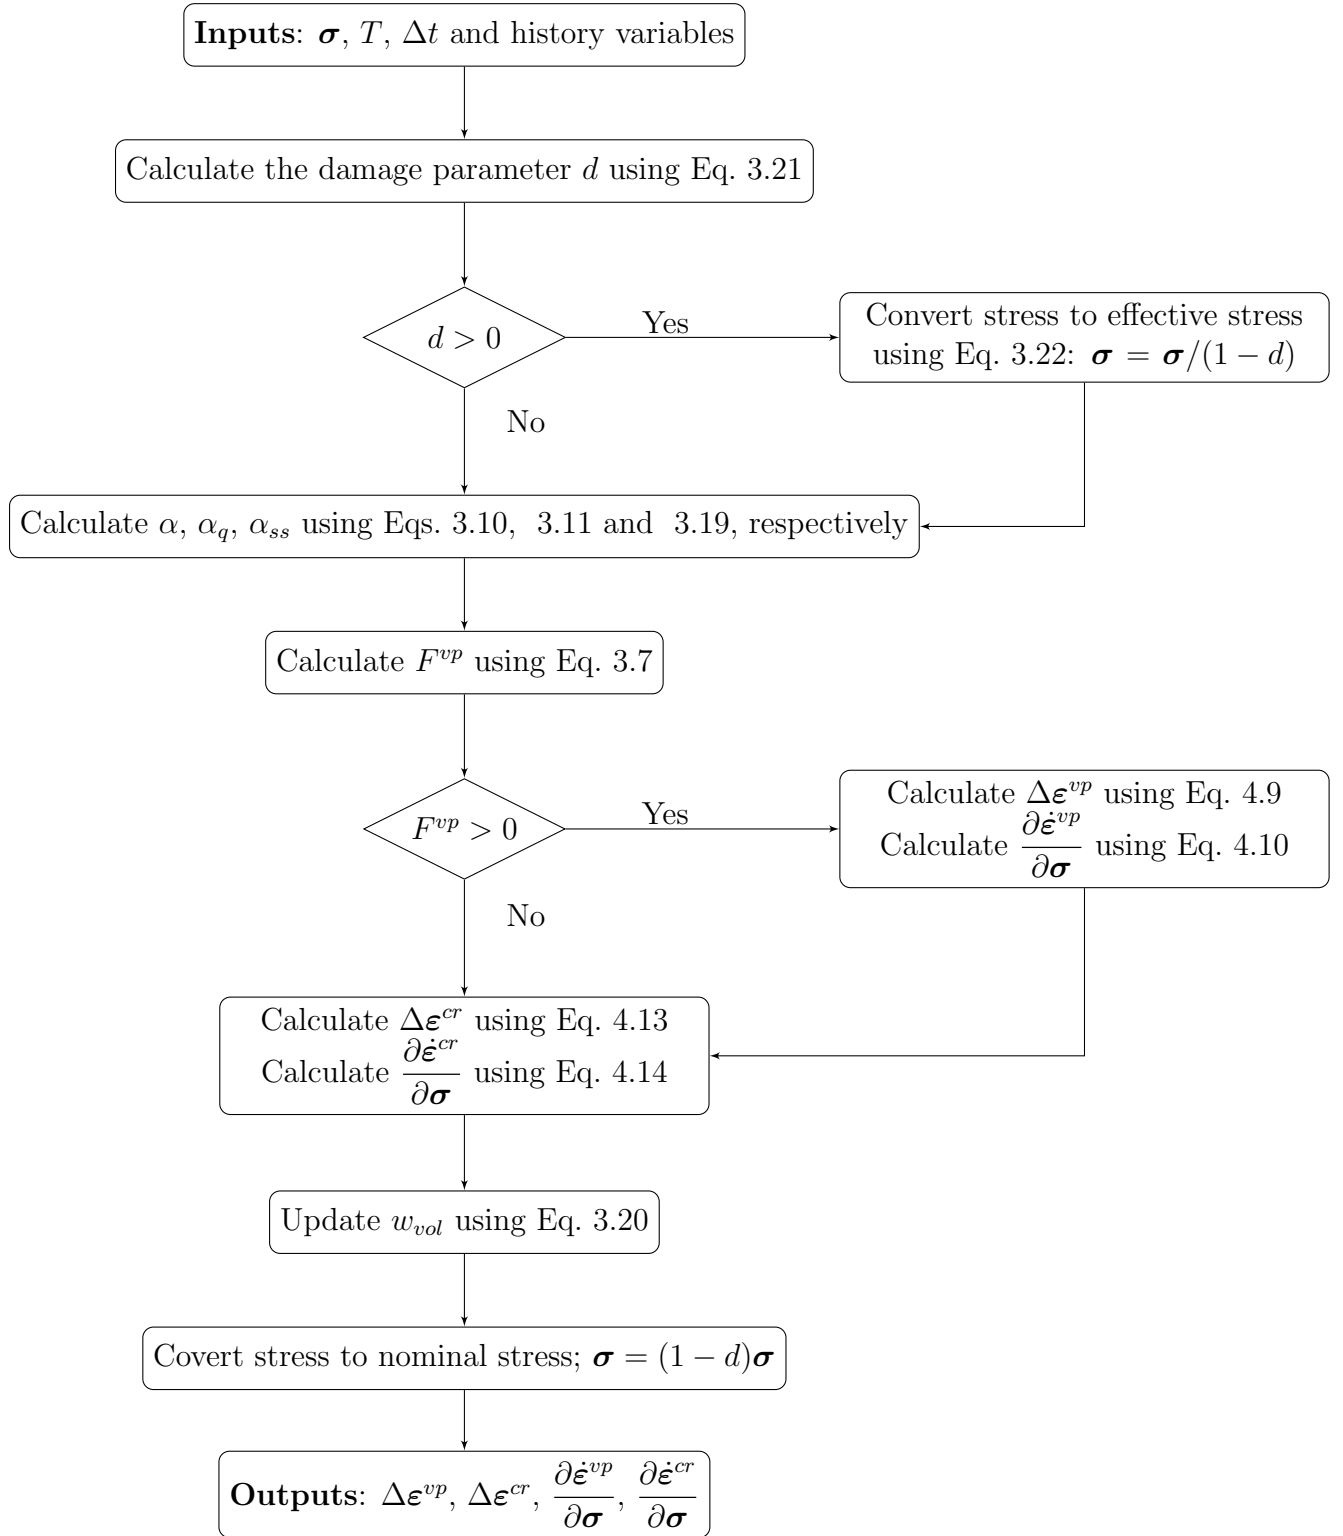 Inputs: σ, T, Δt and history variables
Calculate the damage parameter d using Eq. 3.21
d > 0
Yes
Convert stress to effective stress
using Eq. 3.22: σ = σ/(1 − d)
No
Calculate α, α_q, α_ss using Eqs. 3.10, 3.11 and 3.19, respectively
Calculate F^vp using Eq. 3.7
F^vp > 0
Yes
Calculate Δε^vp using Eq. 4.9
Calculate ∂ε̇^vp/∂σ using Eq. 4.10
No
Calculate Δε^cr using Eq. 4.13
Calculate ∂ε̇^cr/∂σ using Eq. 4.14
Update w_vol using Eq. 3.20
Covert stress to nominal stress; σ = (1 − d)σ
Outputs: Δε^vp, Δε^cr, ∂ε̇^vp/∂σ, ∂ε̇^cr/∂σ